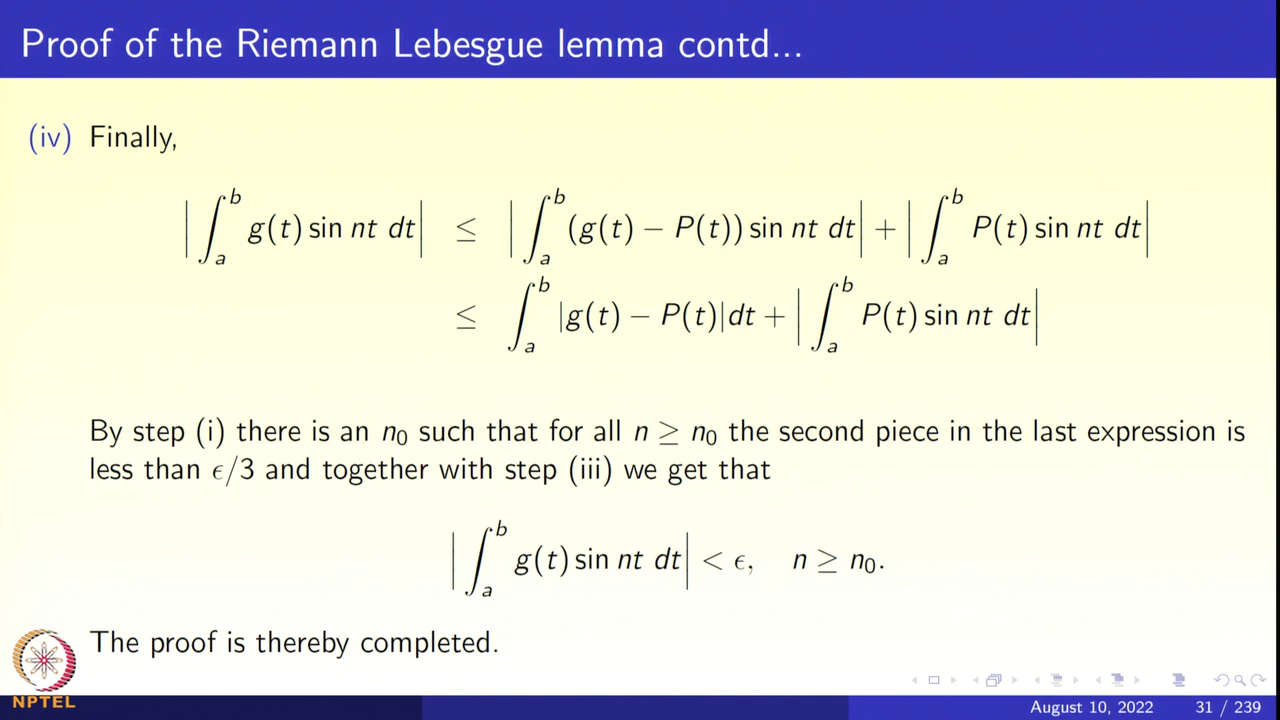 Proof of the Riemann Lebesgue lemma contd...
(iv) Finally,
|∫_a^b g(t) sin nt dt| ≤ |∫_a^b (g(t) − P(t)) sin nt dt| + |∫_a^b P(t) sin nt dt|
≤ ∫_a^b |g(t) − P(t)|dt + |∫_a^b P(t) sin nt dt|
By step (i) there is an n₀ such that for all n ≥ n₀ the second piece in the last expression is
less than ϵ/3 and together with step (iii) we get that
|∫_a^b g(t) sin nt dt| < ϵ, n ≥ n₀.
The proof is thereby completed.
NPTEL
August 10, 2022 31 / 239